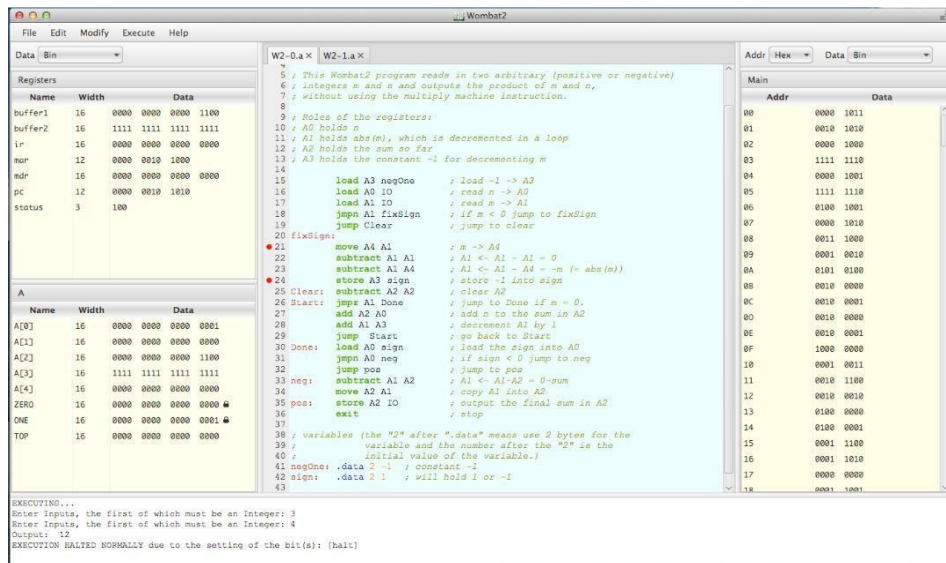 Wombat2
File Edit Modify Execute Help
Data Bin
Registers
Name Width Data
buffer1 16 0000 0000 0000 1100
buffer2 16 1111 1111 1111 1111
ir 16 0000 0000 0000 0000
mar 12 0000 0010 1000
mdr 16 0000 0000 0000 0000
pc 12 0000 0010 1010
status 3 100
A
Name Width Data
A[0] 16 0000 0000 0000 0001
A[1] 16 0000 0000 0000 0000
A[2] 16 0000 0000 0000 1100
A[3] 16 1111 1111 1111 1111
A[4] 16 0000 0000 0000 0000
ZERO 16 0000 0000 0000 0000
ONE 16 0000 0000 0000 0001
TOP 16 0000 0000 0000 0000
W2-0.a × W2-1.a ×
5 ; This Wombat2 program reads in two arbitrary (positive or negative)
6 ; integers m and n and outputs the product of m and n,
7 ; without using the multiply machine instruction.
8
9 ; Roles of the registers:
10 ; A0 holds n
11 ; A1 holds abs(m), which is decremented in a loop
12 ; A2 holds the sum so far
13 ; A3 holds the constant -1 for decrementing m
14
15 load A3 negOne ; load -1 -> A3
16 load A0 IO ; read n -> A0
17 load A1 IO ; read m -> A1
18 jmpn A1 fixSign ; if m < 0 jump to fixSign
19 jump Clear ; jump to clear
20 fixSign:
21 move A4 A1 ; m -> A4
22 subtract A1 A1 ; A1 <- A1 - A1 = 0
23 subtract A1 A4 ; A1 <- A1 - A4 = -m (= abs(m))
24 store A3 sign ; store -1 into sign
25 Clear: subtract A2 A2 ; clear A2
26 Start: jmpz A1 Done ; jump to Done if m = 0.
27 add A2 A0 ; add n to the sum in A2
28 add A1 A3 ; decrement A1 by 1
29 jump Start ; go back to Start
30 Done: load A0 sign ; load the sign into A0
31 jmpn A0 neg ; if sign < 0 jump to neg
32 jump pos ; jump to pos
33 neg: subtract A1 A2 ; A1 <- A1-A2 = 0-sum
34 move A2 A1 ; copy A1 into A2
35 pos: store A2 IO ; output the final sum in A2
36 exit ; stop
37
38 ; variables (the "2" after ".data" means use 2 bytes for the
39 ; variable and the number after the "2" is the
40 ; initial value of the variable.)
41 negOne: .data 2 -1 ; constant -1
42 sign: .data 2 1 ; will hold 1 or -1
43
Addr Hex Data Bin
Main
Addr Data
00 0000 1011
01 0010 1010
02 0000 1000
03 1111 1110
04 0000 1001
05 1111 1110
06 0100 1001
07 0000 1010
08 0011 1000
09 0001 0010
0A 0101 0100
0B 0010 0000
0C 0010 0001
0D 0010 0000
0E 0010 0001
0F 1000 0000
10 0001 0011
11 0010 1100
12 0010 0010
13 0100 0000
14 0100 0001
15 0001 1100
16 0001 1010
17 0000 0000
18 0001 1001
EXECUTING...
Enter Inputs, the first of which must be an Integer: 3
Enter Inputs, the first of which must be an Integer: 4
Output: 12
EXECUTION HALTED NORMALLY due to the setting of the bit(s): [halt]